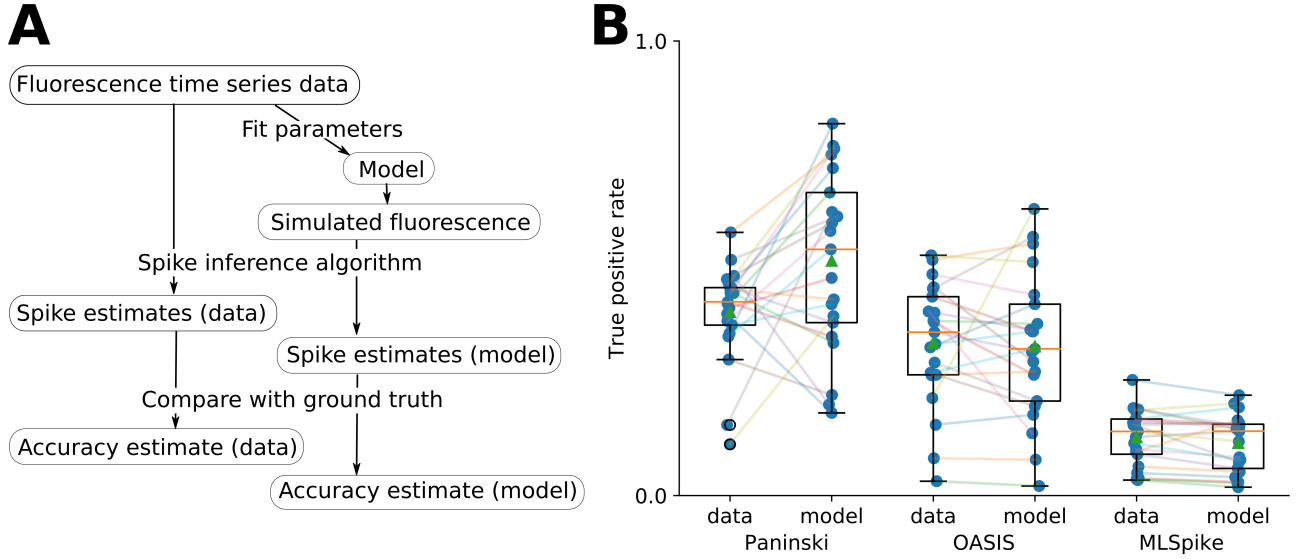 A
Fluorescence time series data
Fit parameters
Model
Simulated fluorescence
Spike inference algorithm
Spike estimates (data)
Spike estimates (model)
Compare with ground truth
Accuracy estimate (data)
Accuracy estimate (model)
B
1.0
True positive rate
0.0
data model data model data model
Paninski OASIS MLSpike